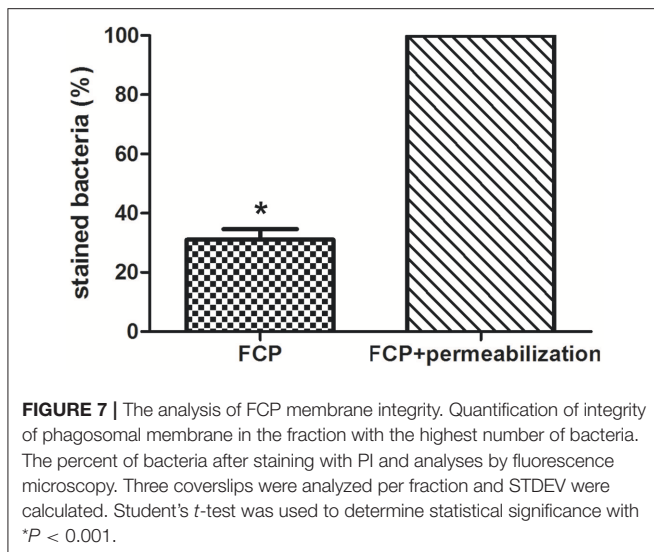 100
80
60
40
20
0
stained bacteria (%)
*
FCP
FCP+permeabilization
FIGURE 7 | The analysis of FCP membrane integrity. Quantification of integrity
of phagosomal membrane in the fraction with the highest number of bacteria.
The percent of bacteria after staining with PI and analyses by fluorescence
microscopy. Three coverslips were analyzed per fraction and STDEV were
calculated. Student's t-test was used to determine statistical significance with
*P < 0.001.